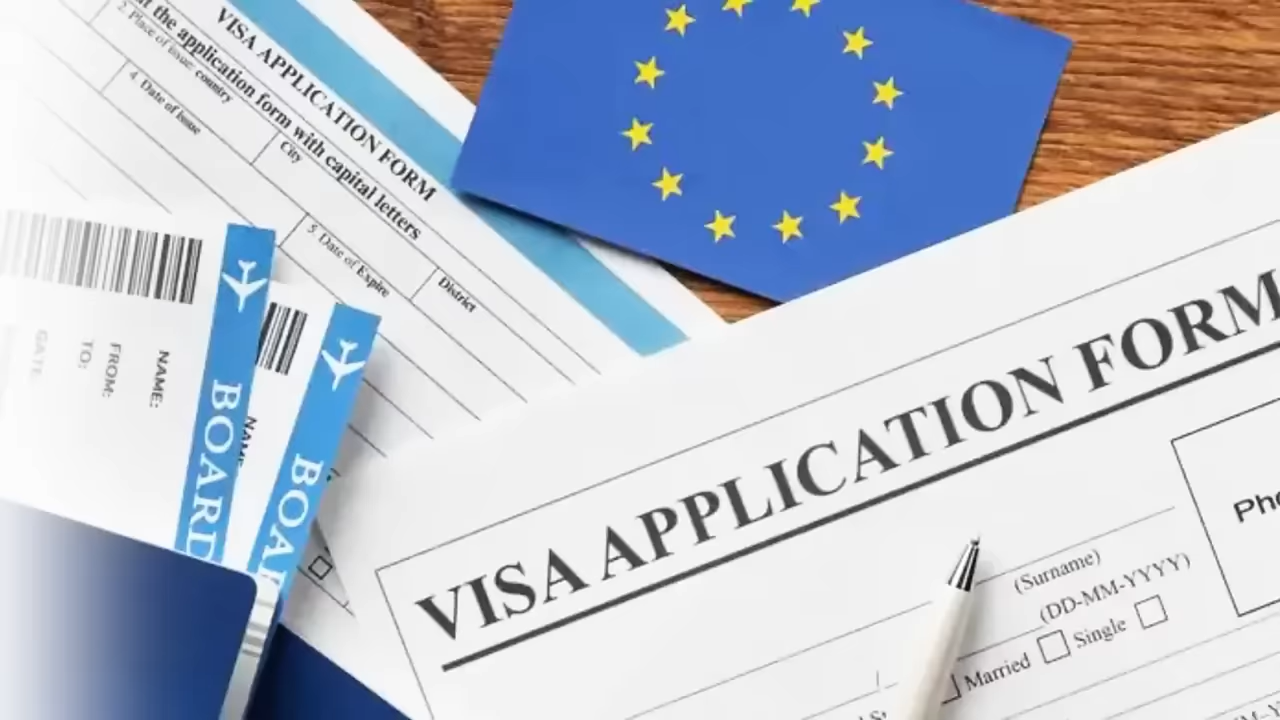 VISA APPLICATION FORM
the application form with capital letters
2. Place of issue, country
4. Date of Issue
City
5. Date of Expire
District
NAME:
FROM:
TO:
GATE:
BOARD
NAME
BOA
VISA APPLICATION FORM
(Surname)
(DD-MM-YYYY)
Married
Single